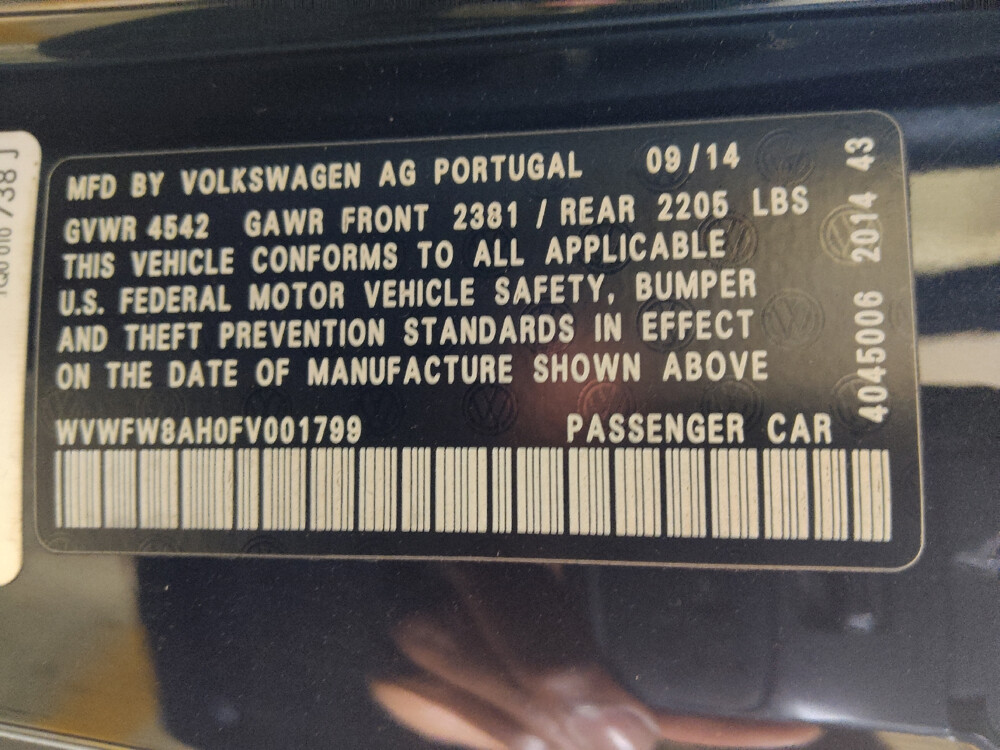 MFD BY VOLKSWAGEN AG PORTUGAL 09/14
GVWR 4542 GAWR FRONT 2381 / REAR 2205 LBS
THIS VEHICLE CONFORMS TO ALL APPLICABLE
U.S. FEDERAL MOTOR VEHICLE SAFETY, BUMPER
AND THEFT PREVENTION STANDARDS IN EFFECT
ON THE DATE OF MANUFACTURE SHOWN ABOVE
WVWFW8AH0FV001799 PASSENGER CAR
4045006 2014 43
738 J